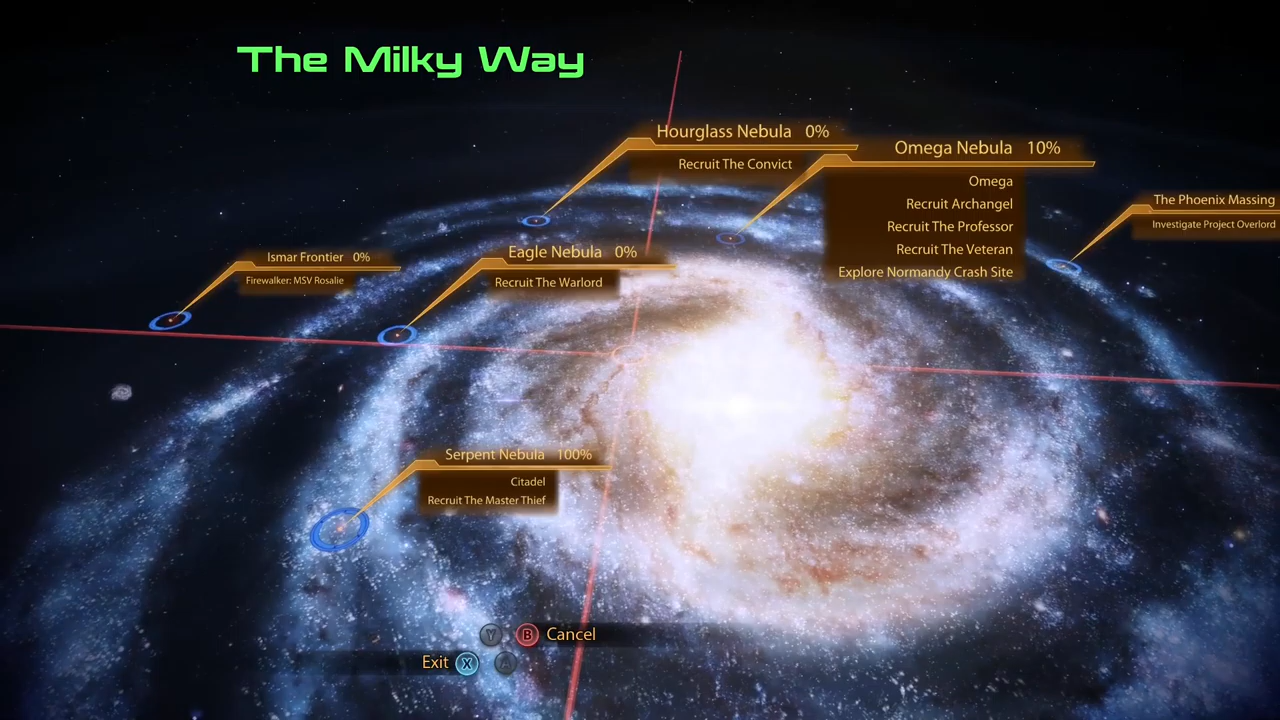 The Milky Way
Hourglass Nebula 0%
Recruit The Convict
Omega Nebula 10%
Omega
Recruit Archangel
Recruit The Professor
Recruit The Veteran
Explore Normandy Crash Site
The Phoenix Massing
Investigate Project Overlord
Ismar Frontier 0%
Firewalker: MSV Rosalie
Eagle Nebula 0%
Recruit The Warlord
Serpent Nebula 100%
Citadel
Recruit The Master Thief
Y B Cancel
Exit X A